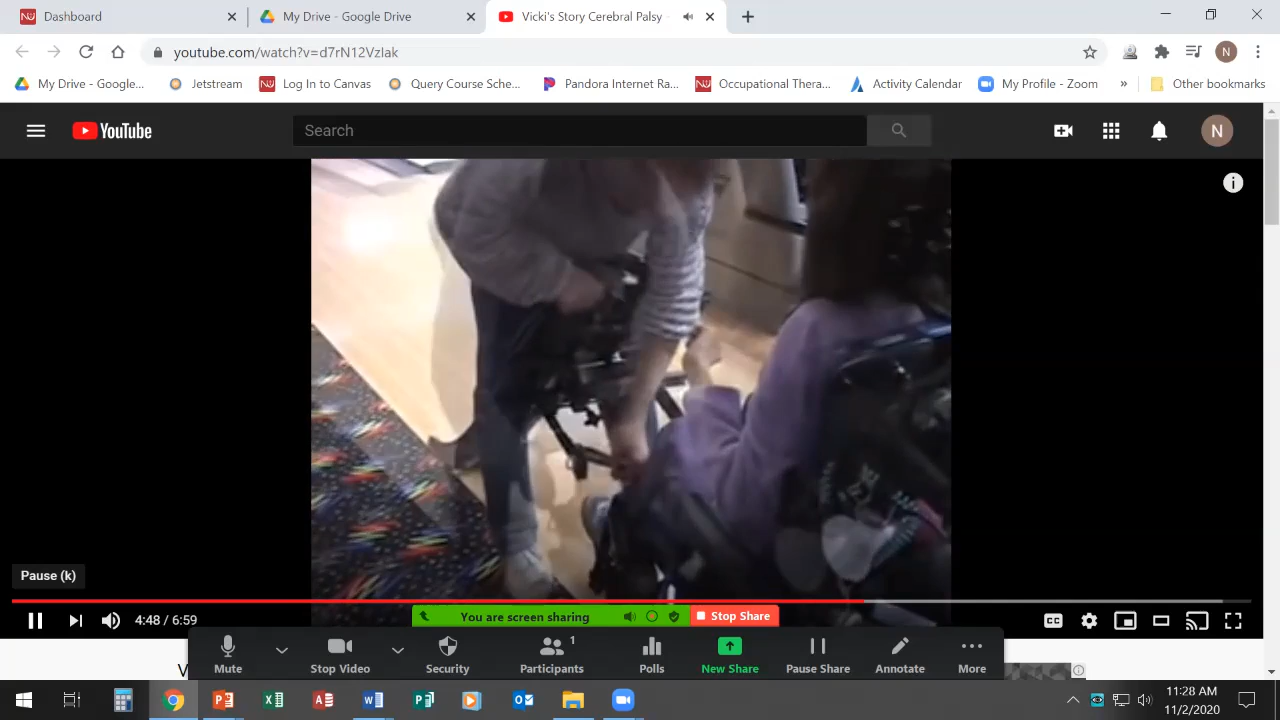 Dashboard
My Drive - Google Drive
Vicki's Story Cerebral Palsy
youtube.com/watch?v=d7rN12VzIak
N
My Drive - Google...
Jetstream
Log In to Canvas
Query Course Sche...
Pandora Internet Ra...
Occupational Thera...
Activity Calendar
My Profile - Zoom
»
Other bookmarks
YouTube
Search
N
Pause (k)
4:48 / 6:59
You are screen sharing
Stop Share
CC
Mute
Stop Video
Security
Participants
1
Polls
New Share
Pause Share
Annotate
More
V
11:28 AM
11/2/2020